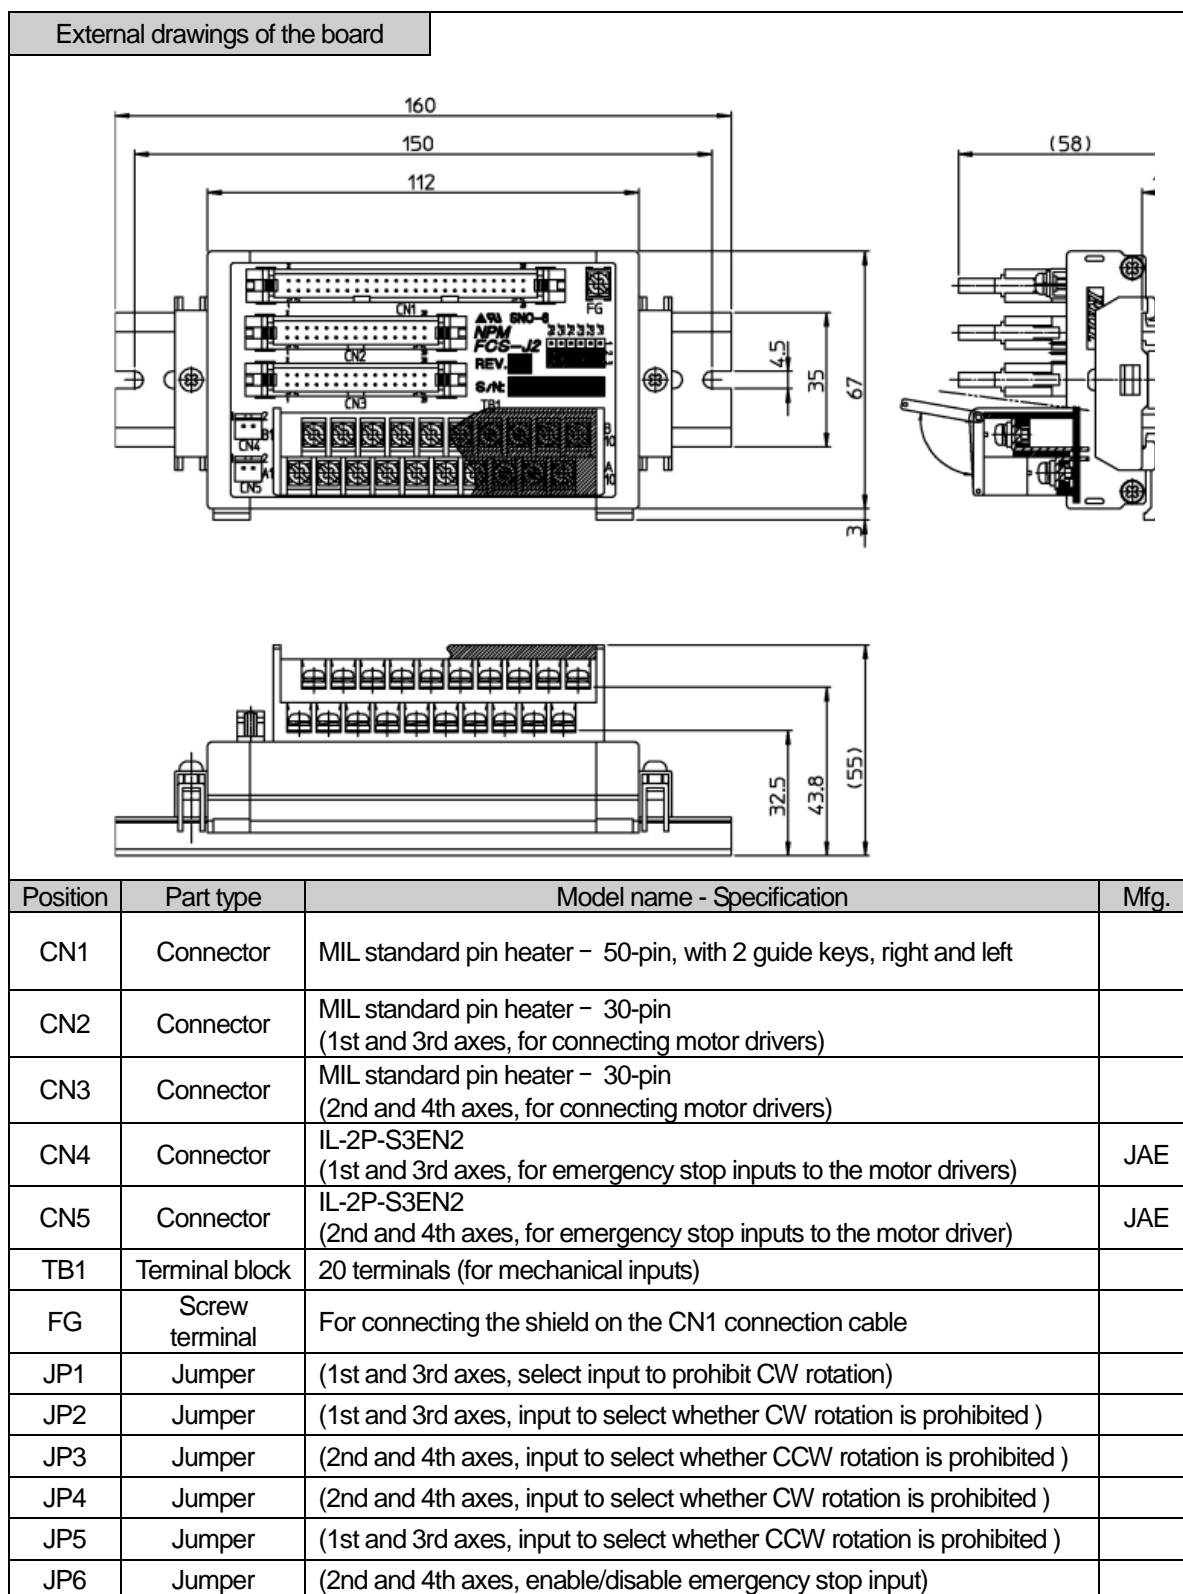 External drawings of the board
160
150
112
(58)
CN1
FG
SNO-6
NPM
FCS-J2
CN2
REV.
S/N:
CN3
TB1
B1
B
10
CN4
A1
A
10
CN5
4.5
35
67
3
32.5
43.8
(55)
Position Part type Model name - Specification Mfg.
CN1 Connector MIL standard pin heater – 50-pin, with 2 guide keys, right and left
CN2 Connector MIL standard pin heater – 30-pin
(1st and 3rd axes, for connecting motor drivers)
CN3 Connector MIL standard pin heater – 30-pin
(2nd and 4th axes, for connecting motor drivers)
CN4 Connector IL-2P-S3EN2
(1st and 3rd axes, for emergency stop inputs to the motor drivers) JAE
CN5 Connector IL-2P-S3EN2
(2nd and 4th axes, for emergency stop inputs to the motor driver) JAE
TB1 Terminal block 20 terminals (for mechanical inputs)
FG Screw terminal For connecting the shield on the CN1 connection cable
JP1 Jumper (1st and 3rd axes, select input to prohibit CW rotation)
JP2 Jumper (1st and 3rd axes, input to select whether CW rotation is prohibited )
JP3 Jumper (2nd and 4th axes, input to select whether CCW rotation is prohibited )
JP4 Jumper (2nd and 4th axes, input to select whether CW rotation is prohibited )
JP5 Jumper (1st and 3rd axes, input to select whether CCW rotation is prohibited )
JP6 Jumper (2nd and 4th axes, enable/disable emergency stop input)